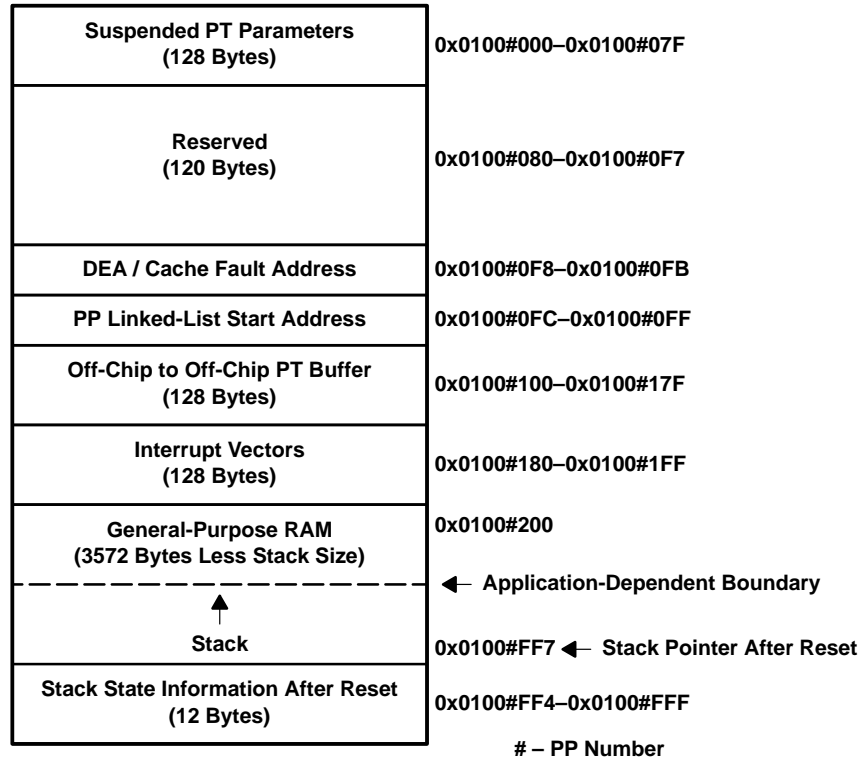 Suspended PT Parameters
(128 Bytes)
0x0100#000–0x0100#07F
Reserved
(120 Bytes)
0x0100#080–0x0100#0F7
DEA / Cache Fault Address
0x0100#0F8–0x0100#0FB
PP Linked-List Start Address
0x0100#0FC–0x0100#0FF
Off-Chip to Off-Chip PT Buffer
(128 Bytes)
0x0100#100–0x0100#17F
Interrupt Vectors
(128 Bytes)
0x0100#180–0x0100#1FF
General-Purpose RAM
(3572 Bytes Less Stack Size)
0x0100#200
Application-Dependent Boundary
Stack
0x0100#FF7
Stack Pointer After Reset
Stack State Information After Reset
(12 Bytes)
0x0100#FF4–0x0100#FFF
# – PP Number